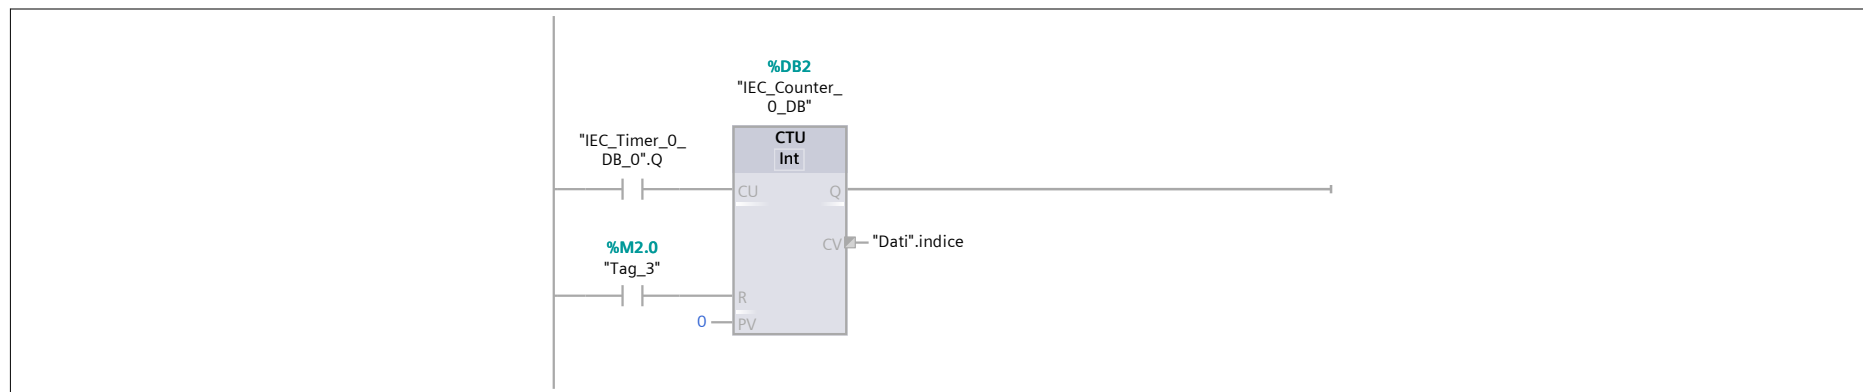 %DB2
"IEC_Counter_
0_DB"
CTU
Int
"IEC_Timer_0_
DB_0".Q
CU
Q
CV
"Dati".indice
%M2.0
"Tag_3"
R
0
PV